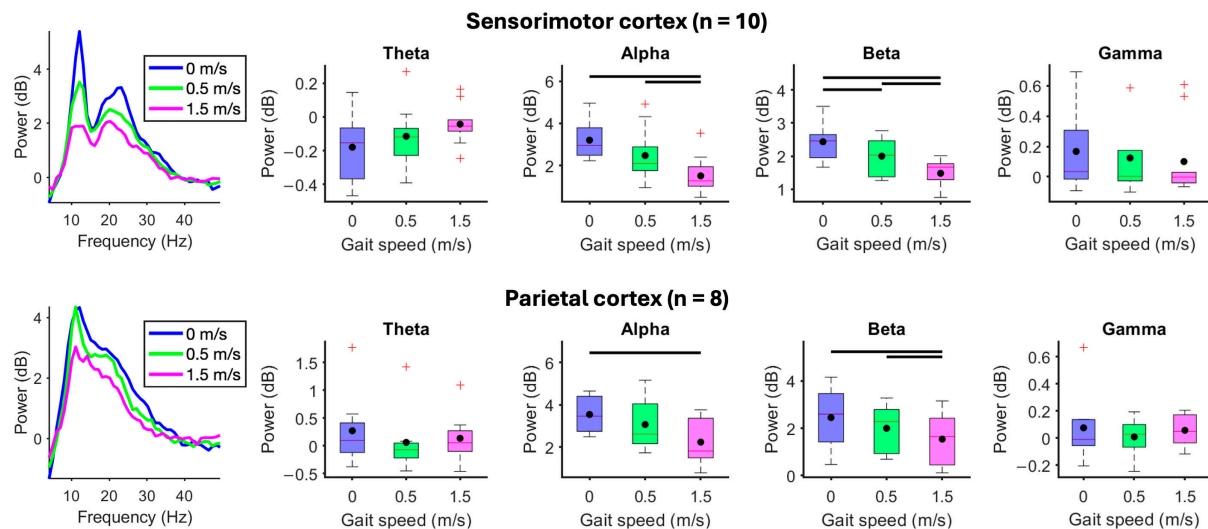 Sensorimotor cortex (n = 10)
Power (dB)
4
2
0
10 20 30 40
Frequency (Hz)
0 m/s
0.5 m/s
1.5 m/s
Theta
Power (dB)
0.2
0
−0.2
−0.4
0 0.5 1.5
Gait speed (m/s)
Alpha
Power (dB)
6
4
2
0 0.5 1.5
Gait speed (m/s)
Beta
Power (dB)
4
3
2
1
0 0.5 1.5
Gait speed (m/s)
Gamma
Power (dB)
0.6
0.4
0.2
0
0 0.5 1.5
Gait speed (m/s)
Parietal cortex (n = 8)
Power (dB)
4
2
0
10 20 30 40
Frequency (Hz)
0 m/s
0.5 m/s
1.5 m/s
Theta
Power (dB)
1.5
1
0.5
0
−0.5
0 0.5 1.5
Gait speed (m/s)
Alpha
Power (dB)
6
4
2
0 0.5 1.5
Gait speed (m/s)
Beta
Power (dB)
4
2
0
0 0.5 1.5
Gait speed (m/s)
Gamma
Power (dB)
0.6
0.4
0.2
0
−0.2
0 0.5 1.5
Gait speed (m/s)